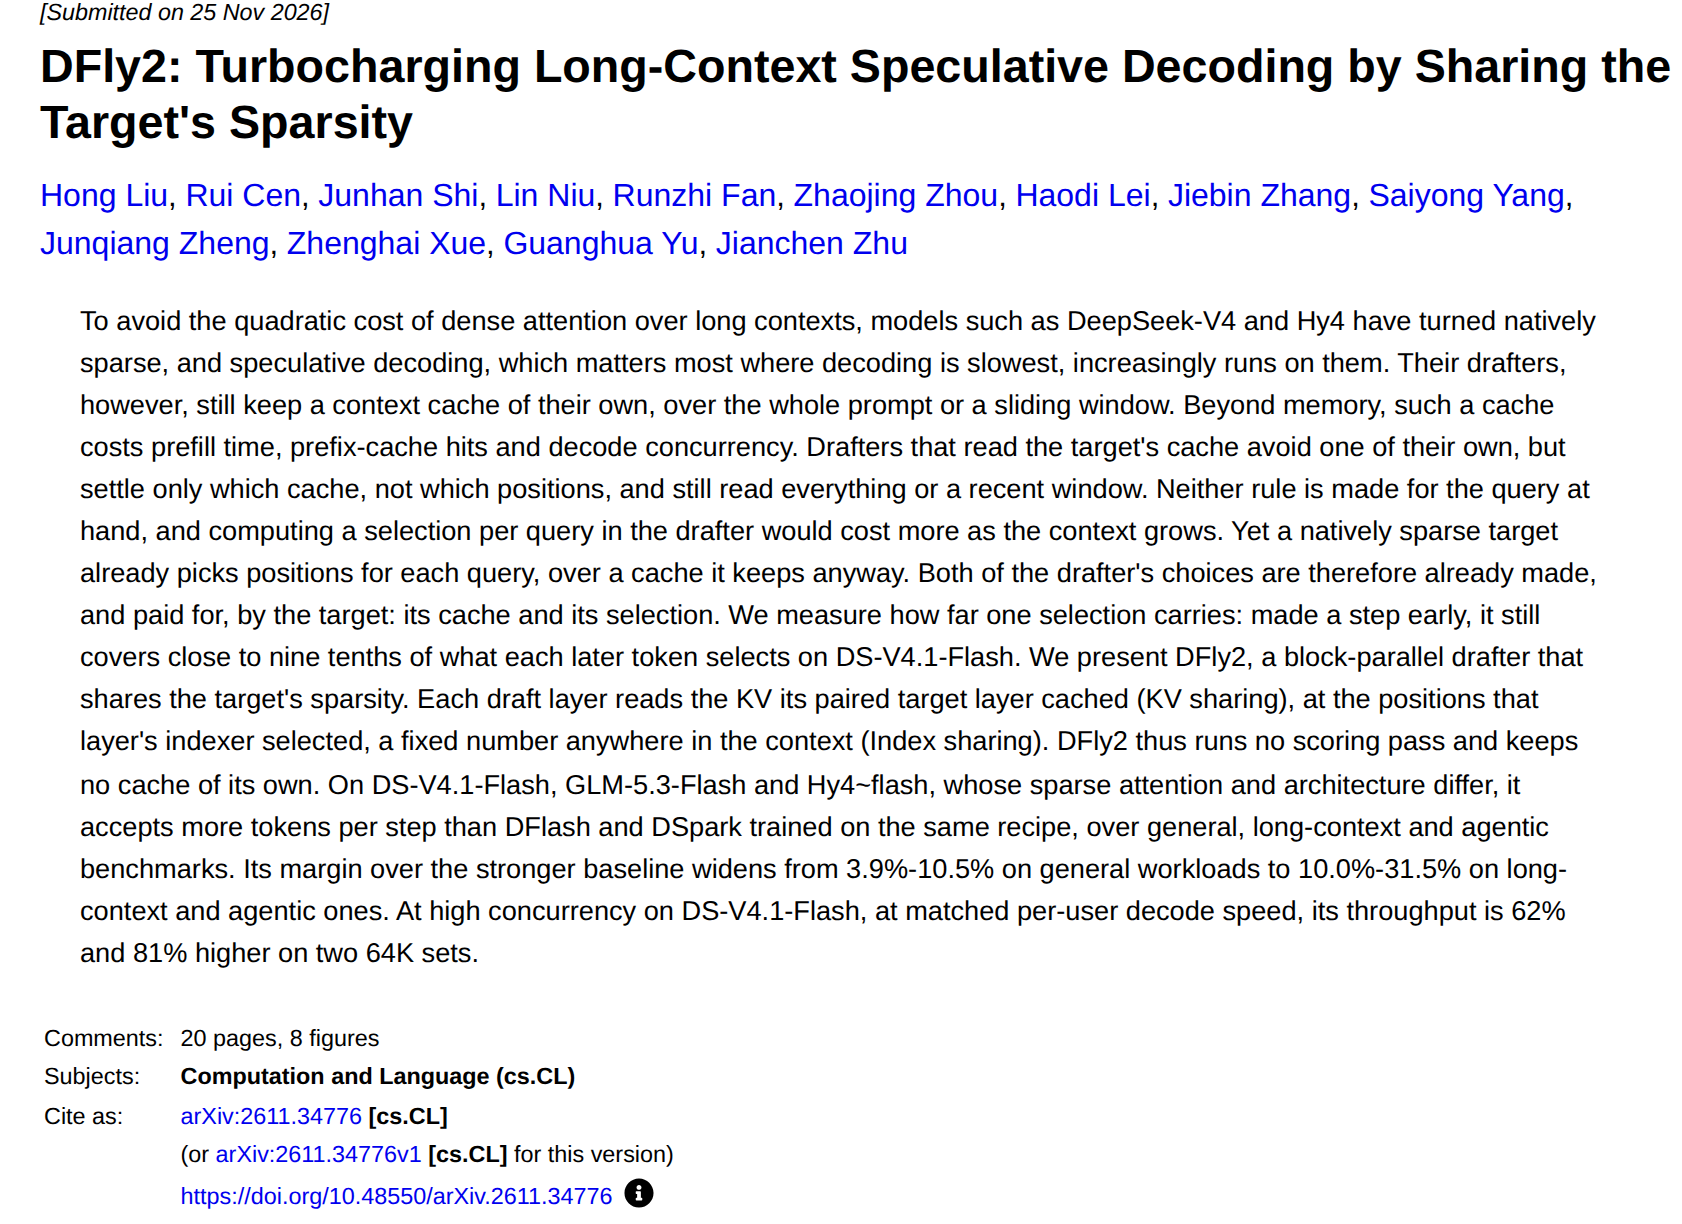 [Submitted on 25 Nov 2026]
DFly2: Turbocharging Long-Context Speculative Decoding by Sharing the
Target's Sparsity
Hong Liu, Rui Cen, Junhan Shi, Lin Niu, Runzhi Fan, Zhaojing Zhou, Haodi Lei, Jiebin Zhang, Saiyong Yang,
Junqiang Zheng, Zhenghai Xue, Guanghua Yu, Jianchen Zhu
To avoid the quadratic cost of dense attention over long contexts, models such as DeepSeek-V4 and Hy4 have turned natively
sparse, and speculative decoding, which matters most where decoding is slowest, increasingly runs on them. Their drafters,
however, still keep a context cache of their own, over the whole prompt or a sliding window. Beyond memory, such a cache
costs prefill time, prefix-cache hits and decode concurrency. Drafters that read the target's cache avoid one of their own, but
settle only which cache, not which positions, and still read everything or a recent window. Neither rule is made for the query at
hand, and computing a selection per query in the drafter would cost more as the context grows. Yet a natively sparse target
already picks positions for each query, over a cache it keeps anyway. Both of the drafter's choices are therefore already made,
and paid for, by the target: its cache and its selection. We measure how far one selection carries: made a step early, it still
covers close to nine tenths of what each later token selects on DS-V4.1-Flash. We present DFly2, a block-parallel drafter that
shares the target's sparsity. Each draft layer reads the KV its paired target layer cached (KV sharing), at the positions that
layer's indexer selected, a fixed number anywhere in the context (Index sharing). DFly2 thus runs no scoring pass and keeps
no cache of its own. On DS-V4.1-Flash, GLM-5.3-Flash and Hy4~flash, whose sparse attention and architecture differ, it
accepts more tokens per step than DFlash and DSpark trained on the same recipe, over general, long-context and agentic
benchmarks. Its margin over the stronger baseline widens from 3.9%-10.5% on general workloads to 10.0%-31.5% on long-
context and agentic ones. At high concurrency on DS-V4.1-Flash, at matched per-user decode speed, its throughput is 62%
and 81% higher on two 64K sets.
Comments: 20 pages, 8 figures
Subjects: Computation and Language (cs.CL)
Cite as: arXiv:2611.34776 [cs.CL]
(or arXiv:2611.34776v1 [cs.CL] for this version)
https://doi.org/10.48550/arXiv.2611.34776